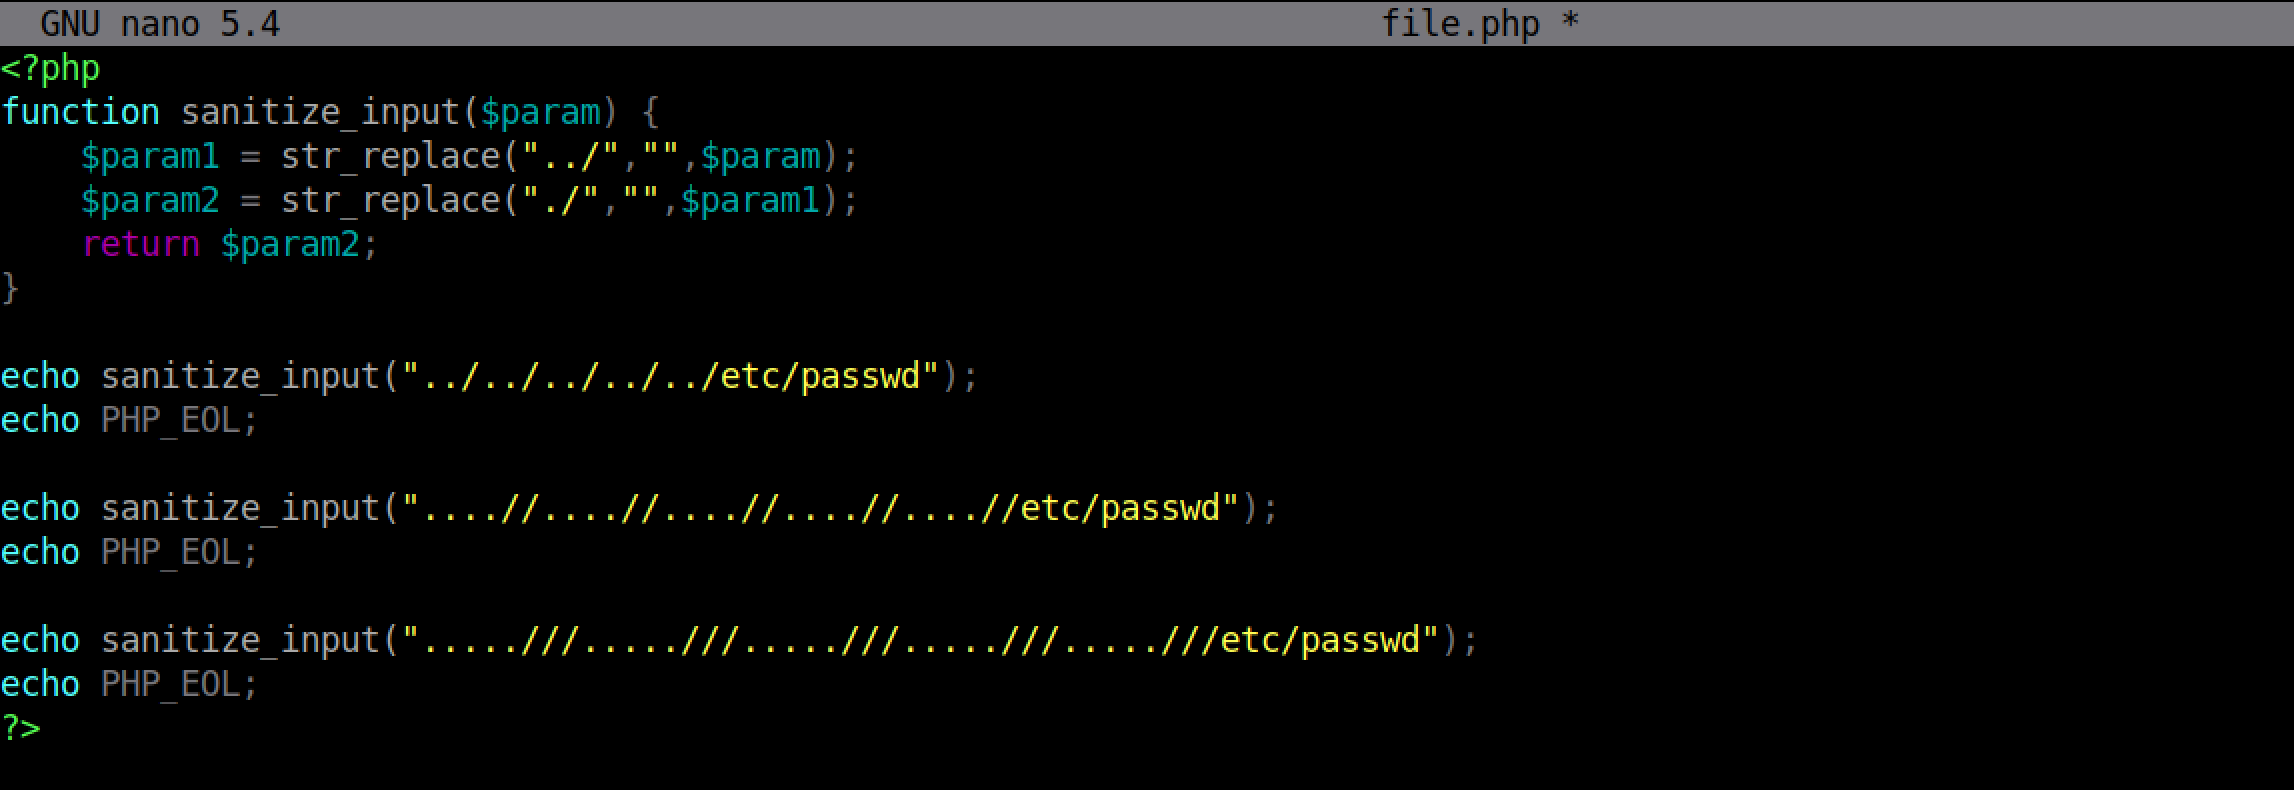 GNU nano 5.4 file.php *
<?php
function sanitize_input($param) {
    $param1 = str_replace("../","",$param);
    $param2 = str_replace("./","",$param1);
    return $param2;
}
echo sanitize_input("../../../../../etc/passwd");
echo PHP_EOL;
echo sanitize_input("....//....//....//....//....//etc/passwd");
echo PHP_EOL;
echo sanitize_input(".....///.....///.....///.....///.....///etc/passwd");
echo PHP_EOL;
?>